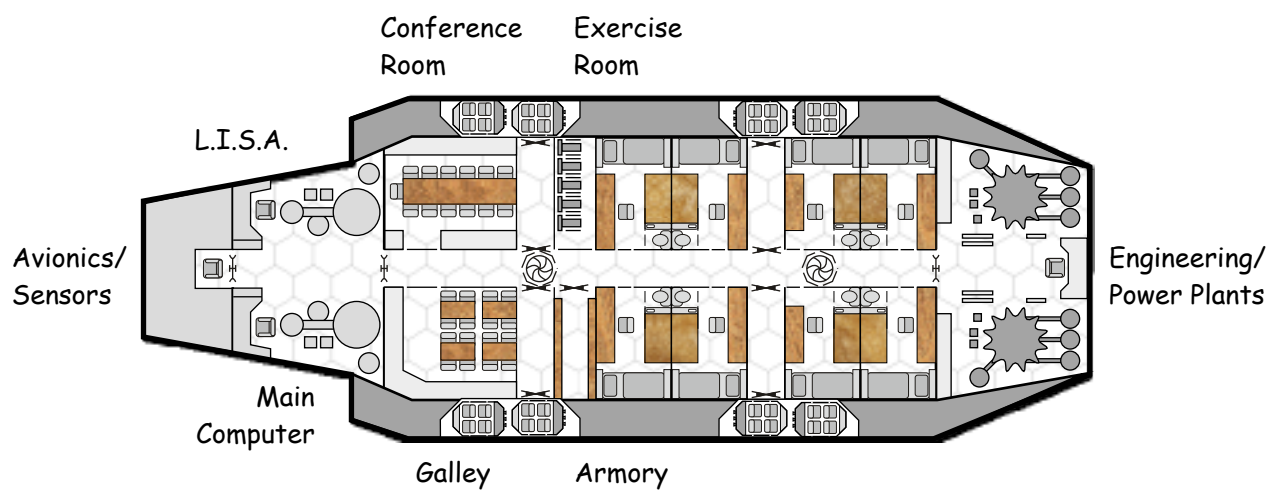 Conference
Room
Exercise
Room
L.I.S.A.
Avionics/
Sensors
Engineering/
Power Plants
Main
Computer
Galley
Armory